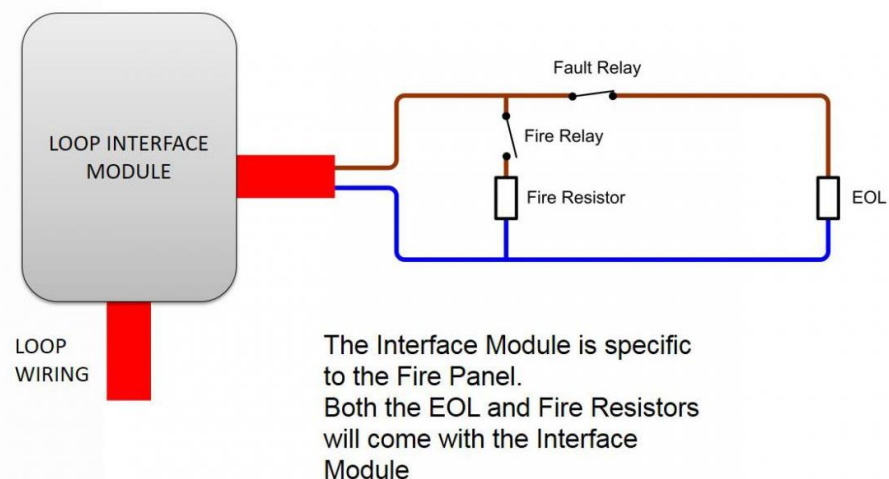 Fault Relay
LOOP INTERFACE
MODULE
Fire Relay
Fire Resistor
EOL
LOOP
WIRING
The Interface Module is specific
to the Fire Panel.
Both the EOL and Fire Resistors
will come with the Interface
Module